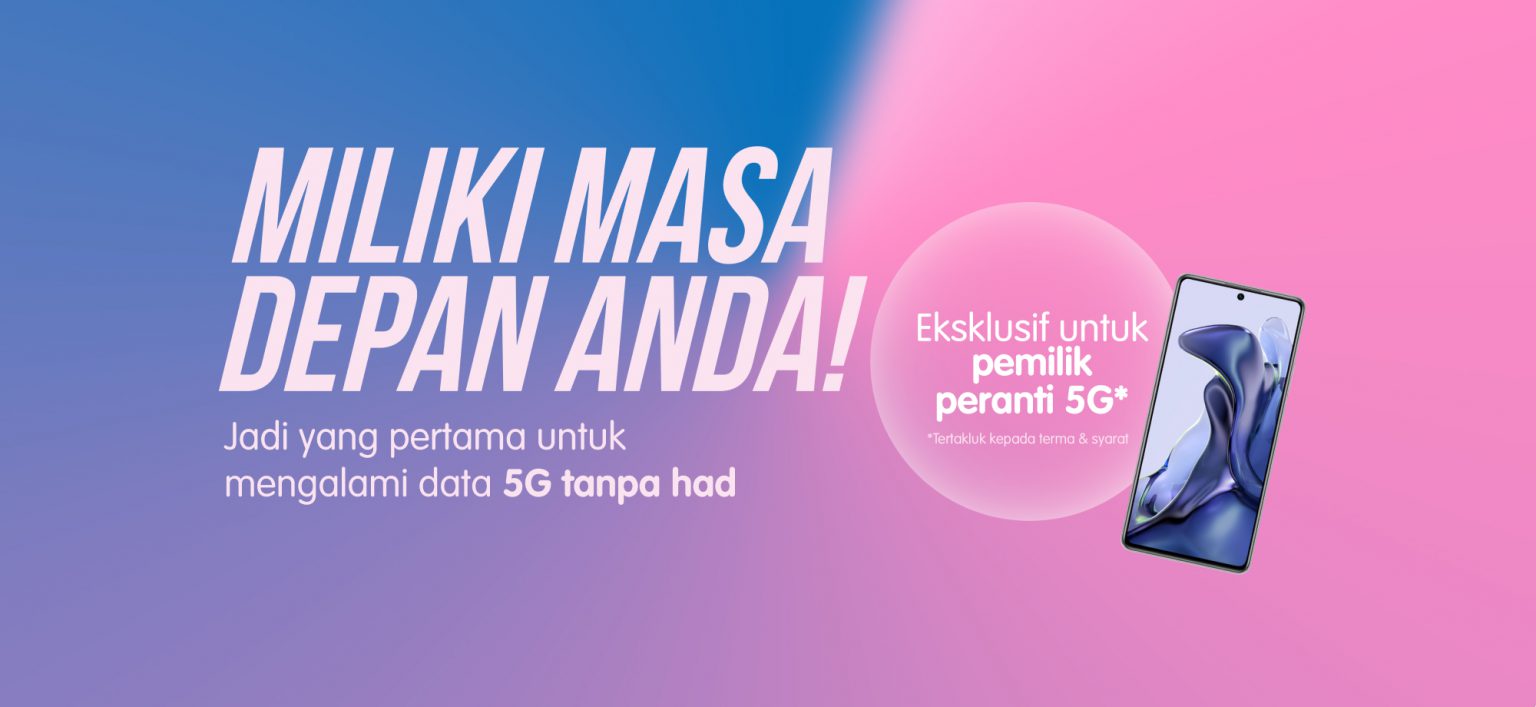 MILIKI MASA
DEPAN ANDA!
Jadi yang pertama untuk
mengalami data 5G tanpa had
Eksklusif untuk
pemilik
peranti 5G*
*Tertakluk kepada terma & syarat